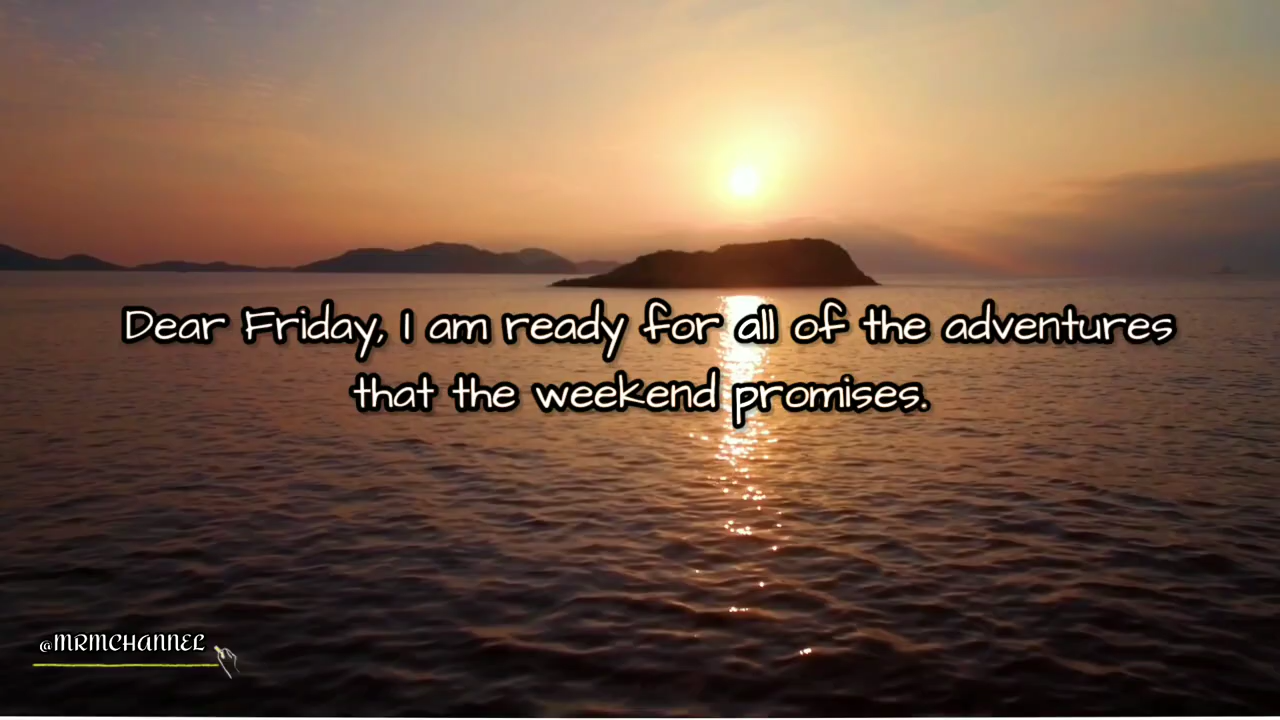 Dear Friday, I am ready for all of the adventures
that the weekend promises.
@MRMCHANNEL